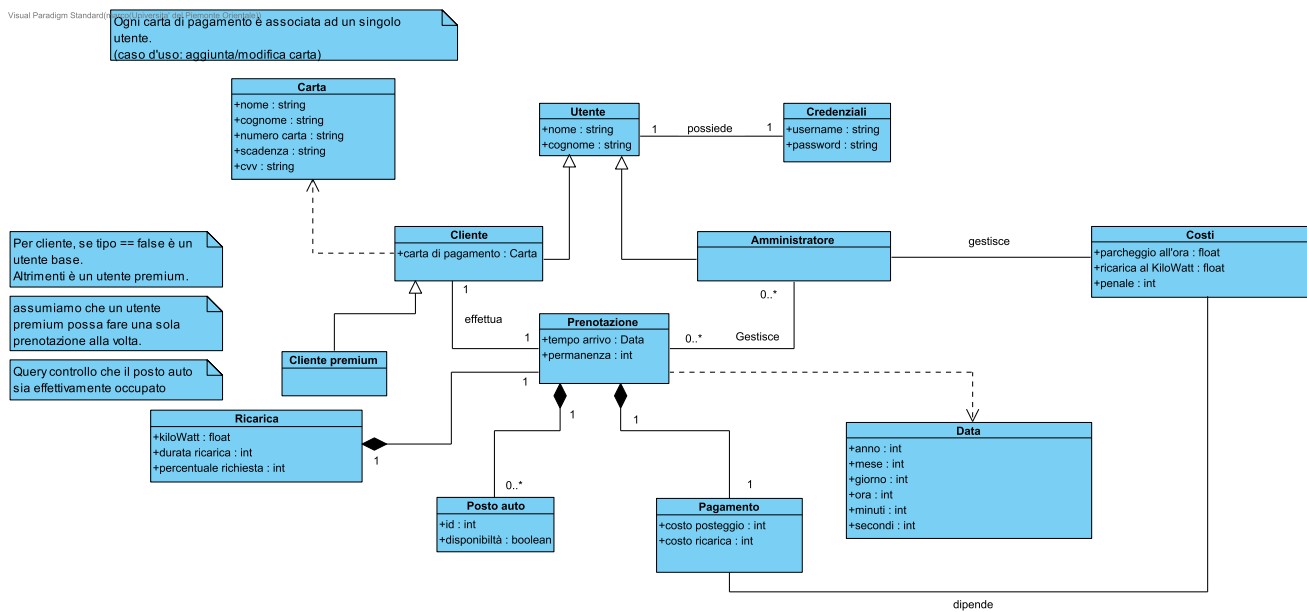 Visual Paradigm Standard(marco(Universita' del Piemonte Orientale))
Ogni carta di pagamento è associata ad un singolo
utente.
(caso d'uso: aggiunta/modifica carta)
Carta
+nome : string
+cognome : string
+numero carta : string
+scadenza : string
+cvv : string
Utente
+nome : string
+cognome : string
1
possiede
1
Credenziali
+username : string
+password : string
Per cliente, se tipo == false è un
utente base.
Altrimenti è un utente premium.
Cliente
+carta di pagamento : Carta
Amministratore
gestisce
Costi
+parcheggio all'ora : float
+ricarica al KiloWatt : float
+penale : int
assumiamo che un utente
premium possa fare una sola
prenotazione alla volta.
1
effettua
1
0..*
Gestisce
0..*
Prenotazione
+tempo arrivo : Data
+permanenza : int
Cliente premium
Query controllo che il posto auto
sia effettivamente occupato
1
Ricarica
+kiloWatt : float
+durata ricarica : int
+percentuale richiesta : int
1
1
1
Data
+anno : int
+mese : int
+giorno : int
+ora : int
+minuti : int
+secondi : int
0..*
1
Posto auto
+id : int
+disponibiltà : boolean
Pagamento
+costo posteggio : int
+costo ricarica : int
dipende